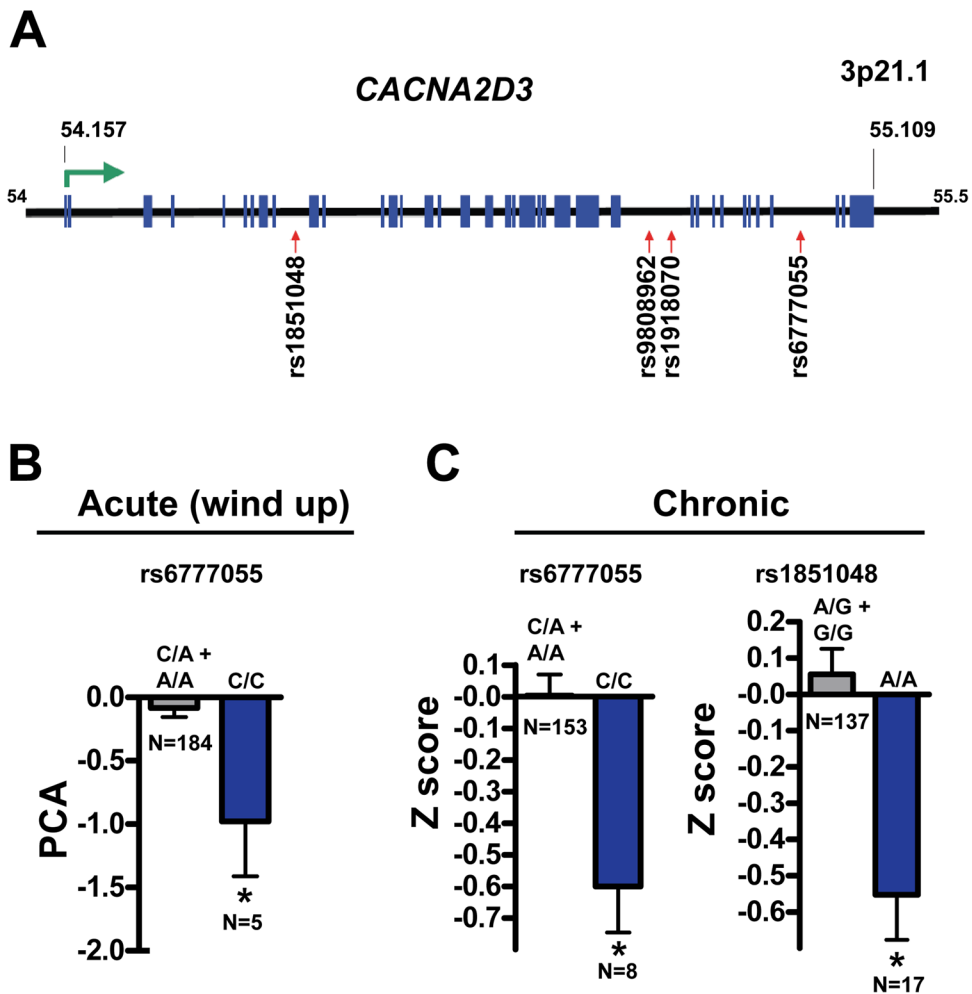 A
CACNA2D3
3p21.1
54.157
55.109
54
55.5
rs1851048
rs9808962
rs1918070
rs6777055
B
Acute (wind up)
rs6777055
C/A +
A/A
C/C
0.0
-0.5
-1.0
-1.5
-2.0
PCA
N=184
*
N=5
C
Chronic
rs6777055
C/A +
A/A
C/C
0.1
-0.0
-0.1
-0.2
-0.3
-0.4
-0.5
-0.6
-0.7
Z score
N=153
*
N=8
rs1851048
A/G +
G/G
A/A
0.2
0.1
-0.0
-0.1
-0.2
-0.3
-0.4
-0.5
-0.6
Z score
N=137
*
N=17